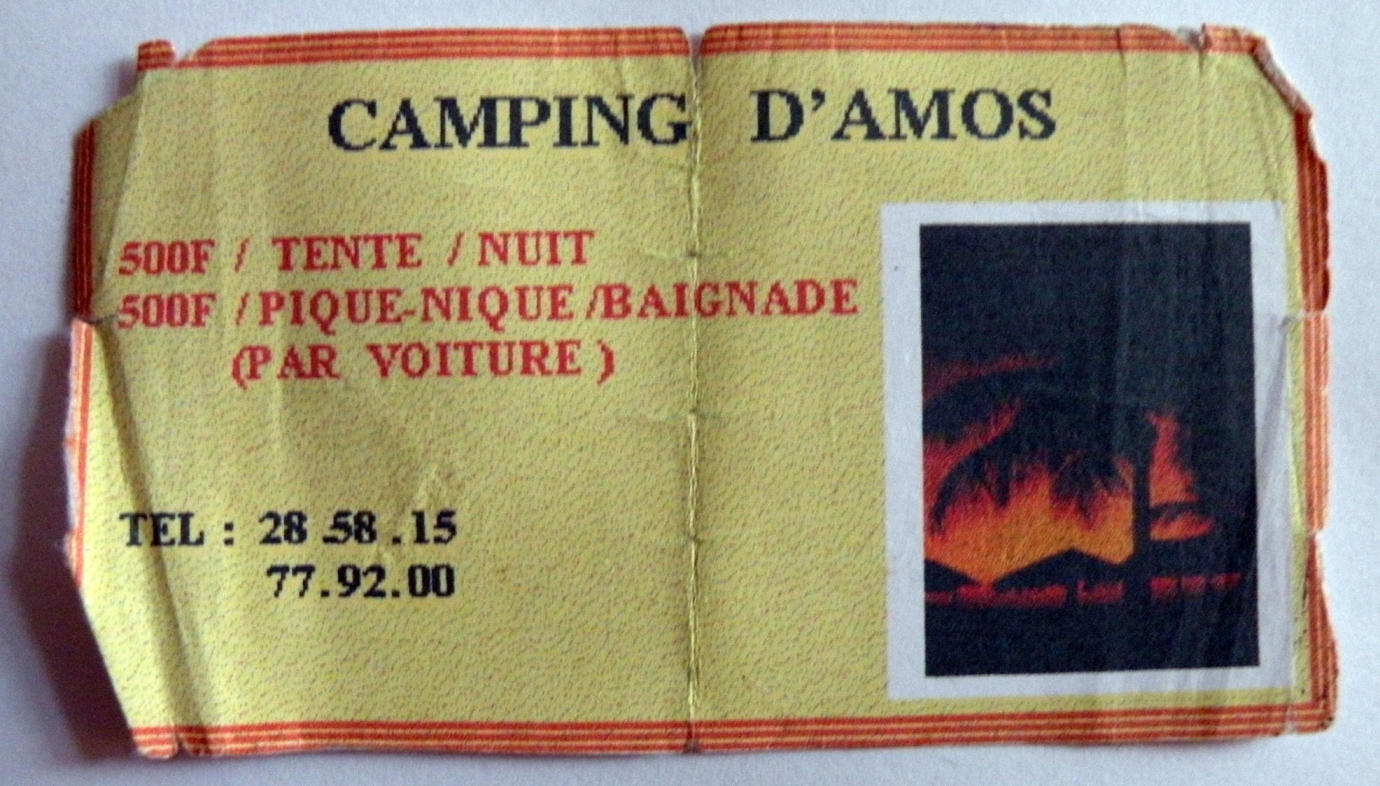 CAMPING D'AMOS
500F / TENTE / NUIT
500F / PIQUE-NIQUE /BAIGNADE
(PAR VOITURE )
TEL : 28.58.15
77.92.00